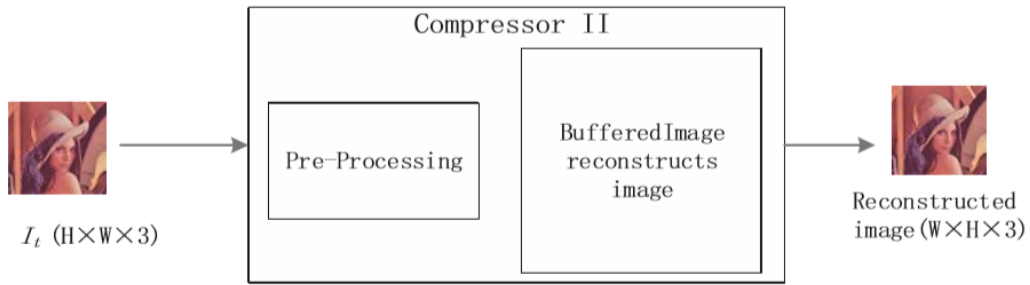 Compressor II
Pre-Processing
BufferedImage
reconstructs
image
I_t (H×W×3)
Reconstructed
image(W×H×3)